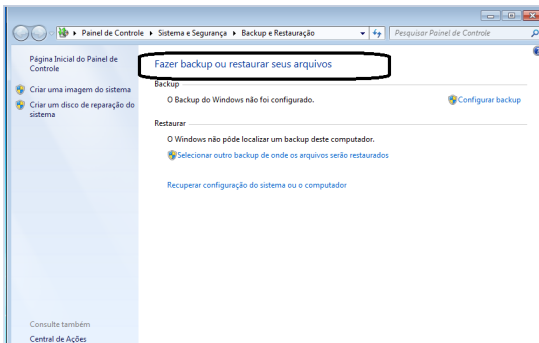 Painel de Controle ▸ Sistema e Segurança ▸ Backup e Restauração
Pesquisar Painel de Controle
Página Inicial do Painel de
Controle
Criar uma imagem do sistema
Criar um disco de reparação do
sistema
Consulte também
Central de Ações
Fazer backup ou restaurar seus arquivos
Backup
O Backup do Windows não foi configurado.
Configurar backup
Restaurar
O Windows não pôde localizar um backup deste computador.
Selecionar outro backup de onde os arquivos serão restaurados
Recuperar configuração do sistema ou o computador